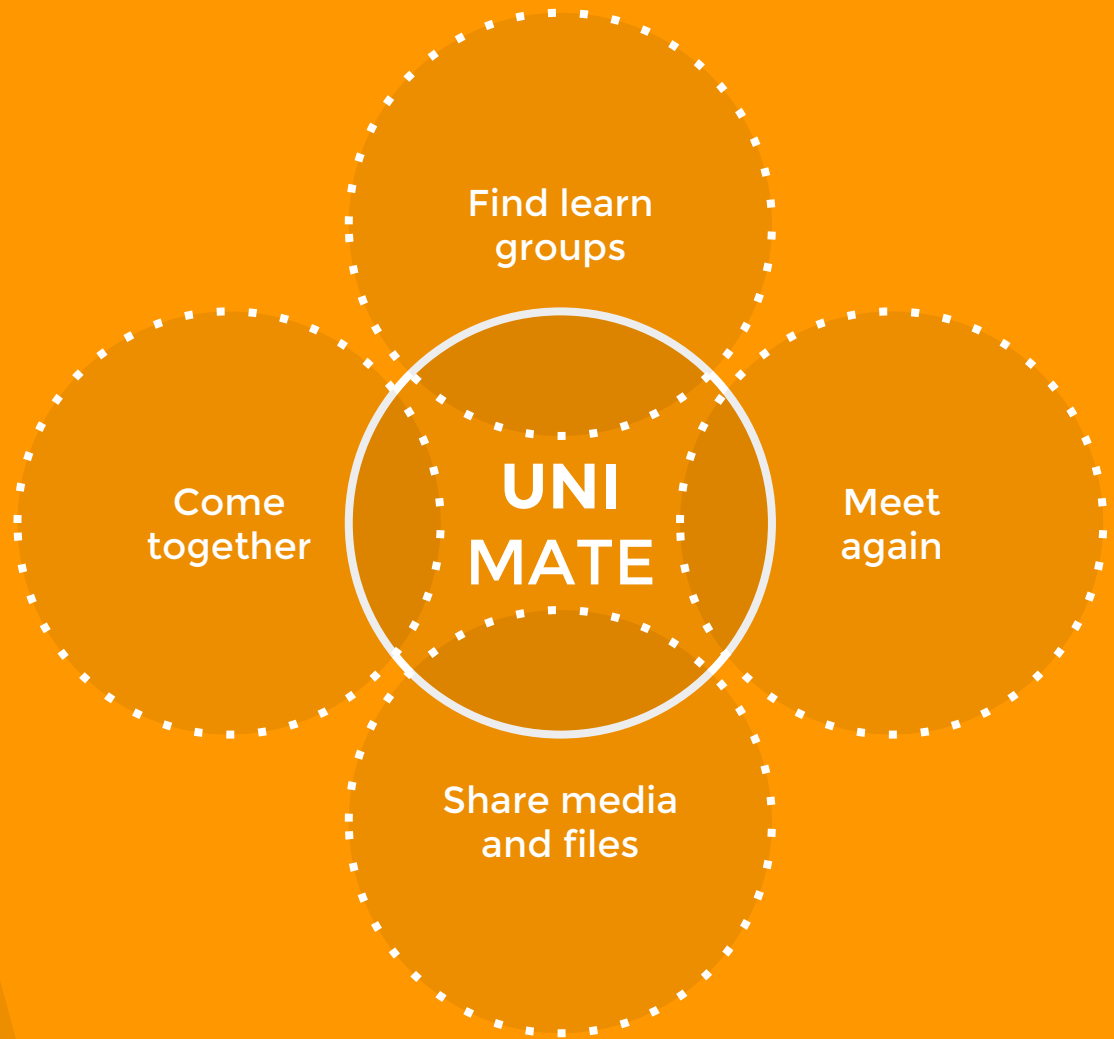 Find learn
groups
Come
together
UNI
MATE
Meet
again
Share media
and files